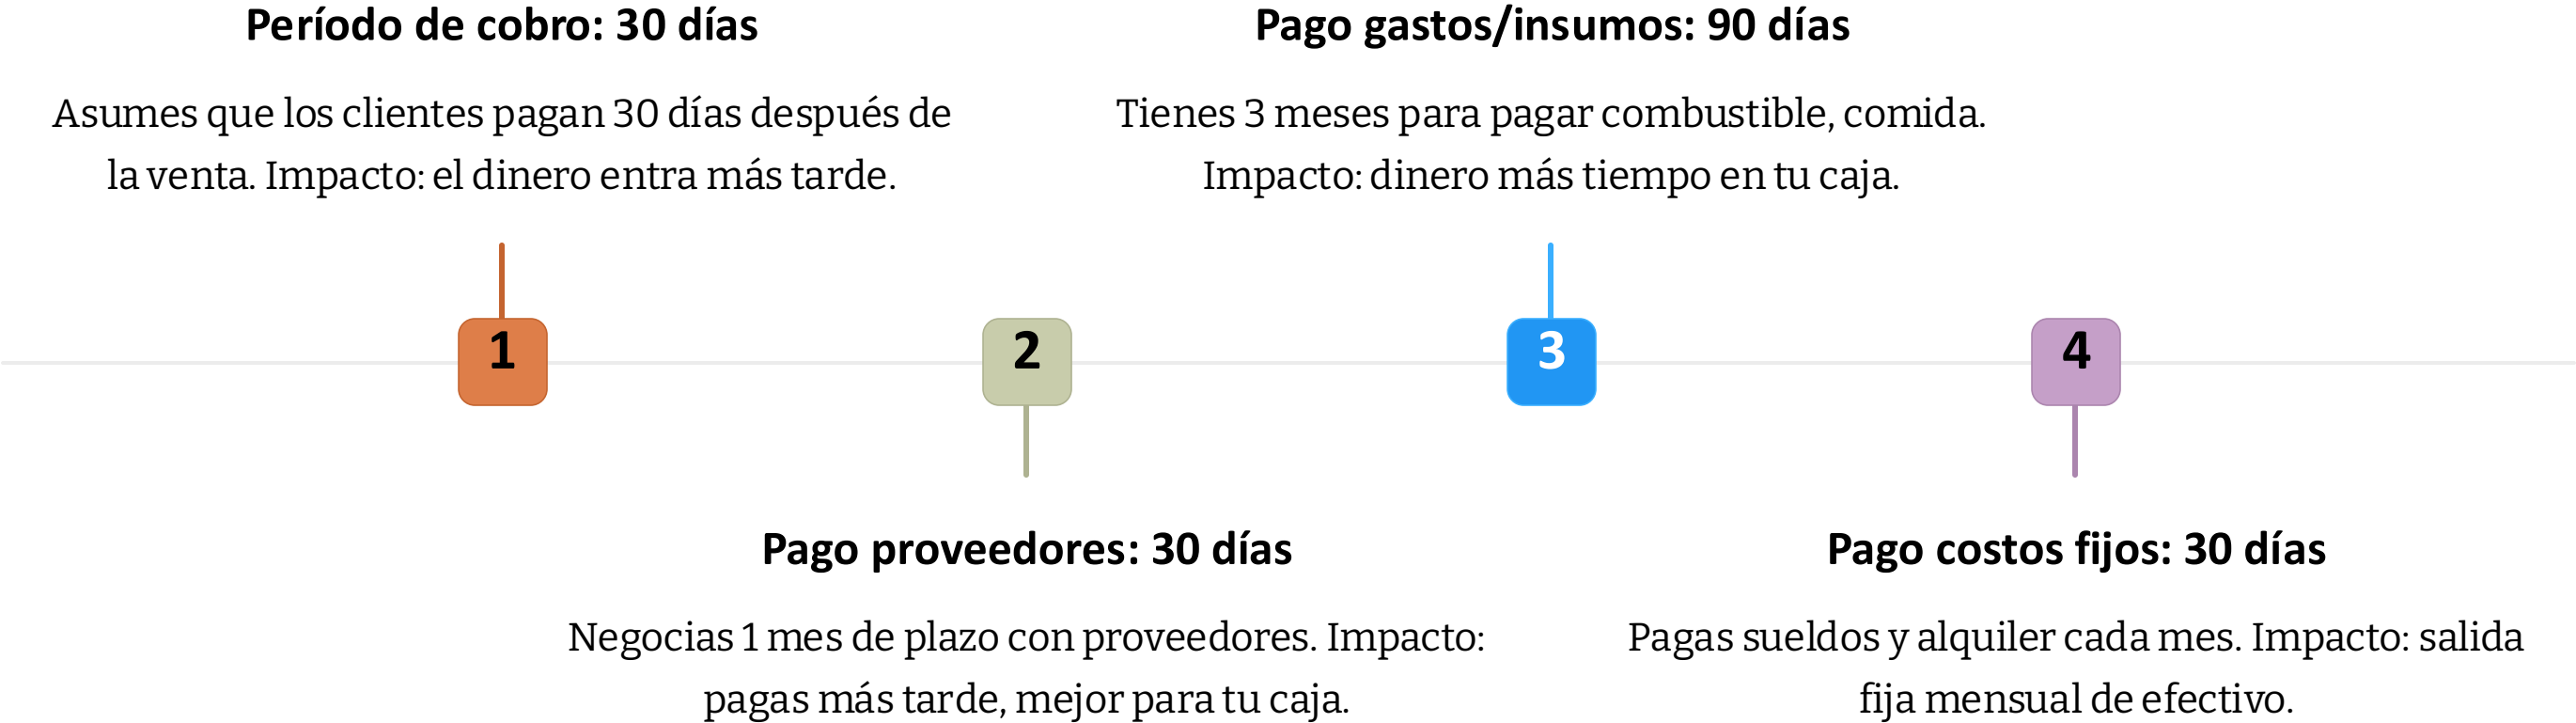 Período de cobro: 30 días
Asumes que los clientes pagan 30 días después de
la venta. Impacto: el dinero entra más tarde.
Pago gastos/insumos: 90 días
Tienes 3 meses para pagar combustible, comida.
Impacto: dinero más tiempo en tu caja.
1
2
3
4
Pago proveedores: 30 días
Negocias 1 mes de plazo con proveedores. Impacto:
pagas más tarde, mejor para tu caja.
Pago costos fijos: 30 días
Pagas sueldos y alquiler cada mes. Impacto: salida
fija mensual de efectivo.